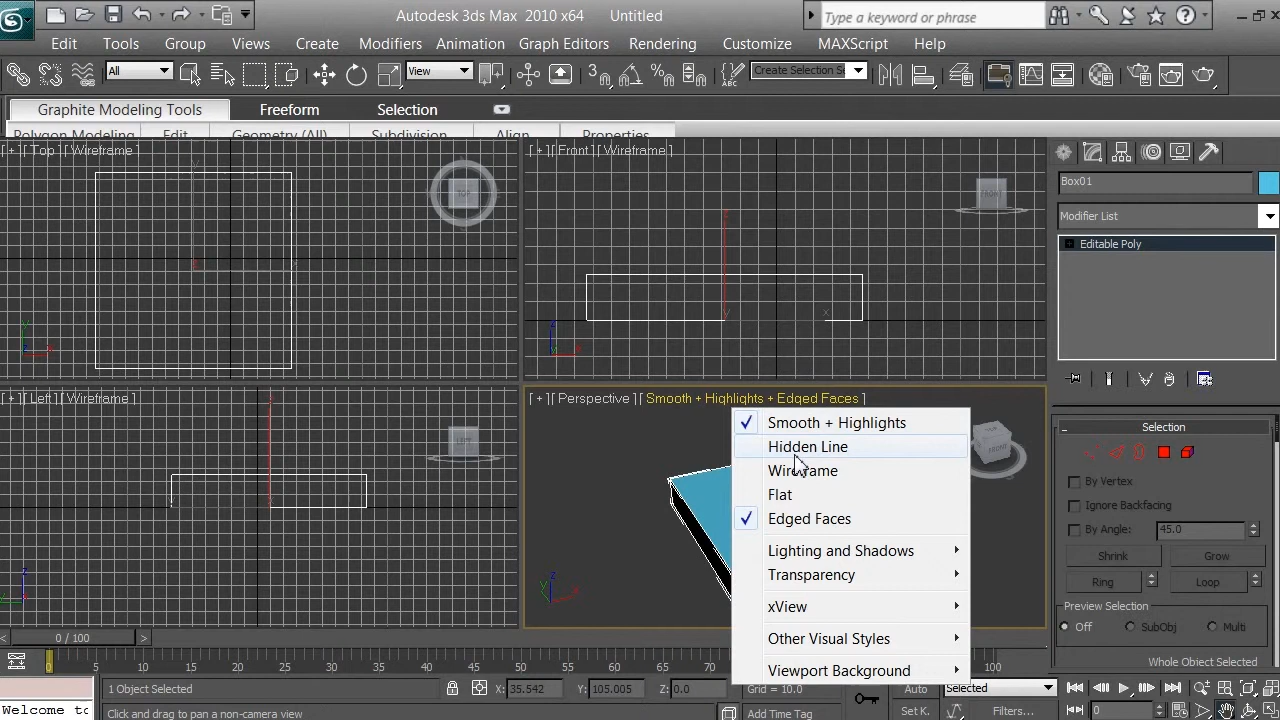 Autodesk 3ds Max 2010 x64 Untitled
Type a keyword or phrase
Edit Tools Group Views Create Modifiers Animation Graph Editors Rendering Customize MAXScript Help
All View Create Selection Se
Graphite Modeling Tools Freeform Selection
Polygon Modeling Edit Geometry (All) Subdivision Align Properties
[ + ][ Top ][ Wireframe ]
TOP
[ + ][ Front ][ Wireframe ]
FRONT
Box01
Modifier List
Editable Poly
[ + ][ Left ][ Wireframe ]
LEFT
[ + ][ Perspective ][ Smooth + Highlights + Edged Faces ]
FRONT
Smooth + Highlights
Hidden Line
Wireframe
Flat
Edged Faces
Lighting and Shadows
Transparency
xView
Other Visual Styles
Viewport Background
Selection
By Vertex
Ignore Backfacing
By Angle: 45.0
Shrink Grow
Ring Loop
Preview Selection
Off SubObj Multi
Whole Object Selected
0 / 100
0 5 10 15 20 25 30 35 40 45 50 55 60 65 70 100
1 Object Selected X: 35.542 Y: 105.005 Z: 0.0 Grid = 10.0 Auto Selected
Welcome to Click and drag to pan a non-camera view Add Time Tag Set K. Filters... 0